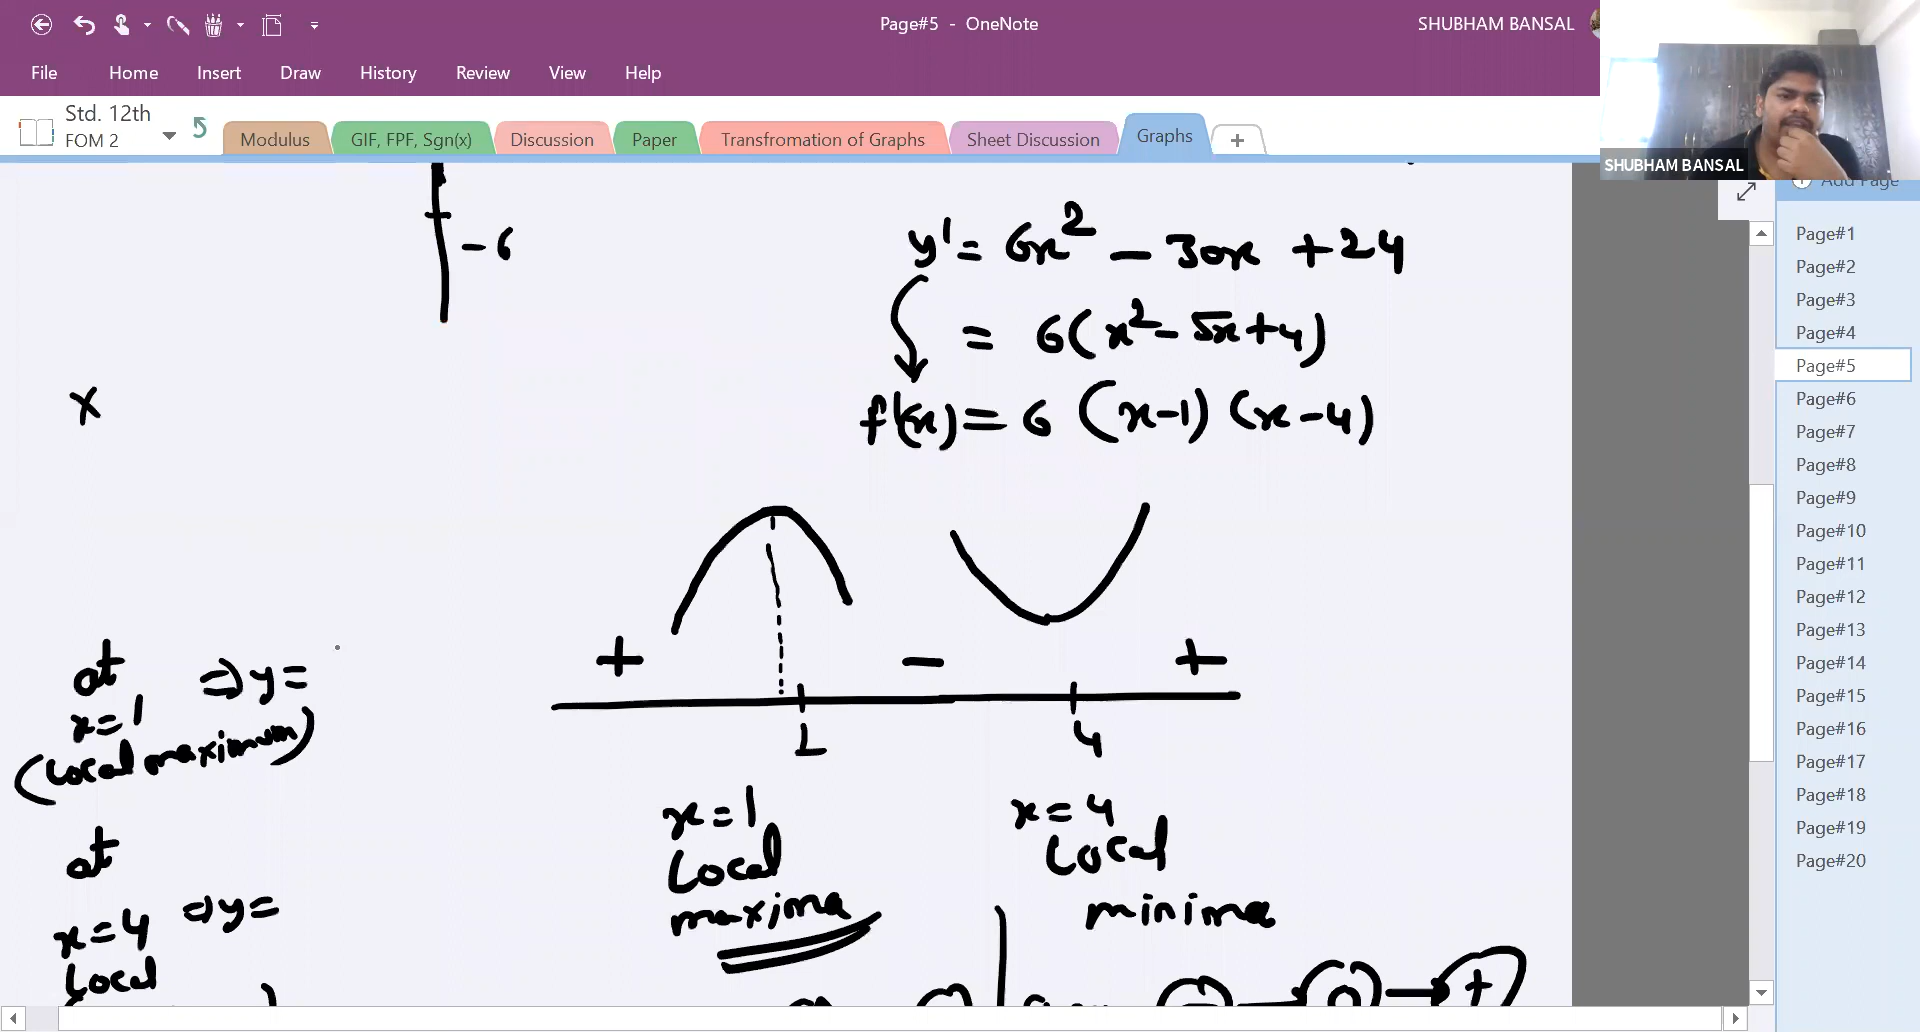 Page#5 - OneNote
SHUBHAM BANSAL
File Home Insert Draw History Review View Help
SHUBHAM BANSAL
Std. 12th
FOM 2
Modulus GIF, FPF, Sgn(x) Discussion Paper Transfromation of Graphs Sheet Discussion Graphs +
Add Page
Page#1
Page#2
Page#3
Page#4
Page#5
Page#6
Page#7
Page#8
Page#9
Page#10
Page#11
Page#12
Page#13
Page#14
Page#15
Page#16
Page#17
Page#18
Page#19
Page#20
-6
y' = 6x² - 30x + 24
= 6(x² - 5x + 4)
f'(x) = 6 (x-1) (x-4)
x
+ - +
1 4
at ⇒ y =
x=1
(local maximum)
at
x=4 ⇒ y =
local
x=1
Local
maxima
x=4
Local
minima
+